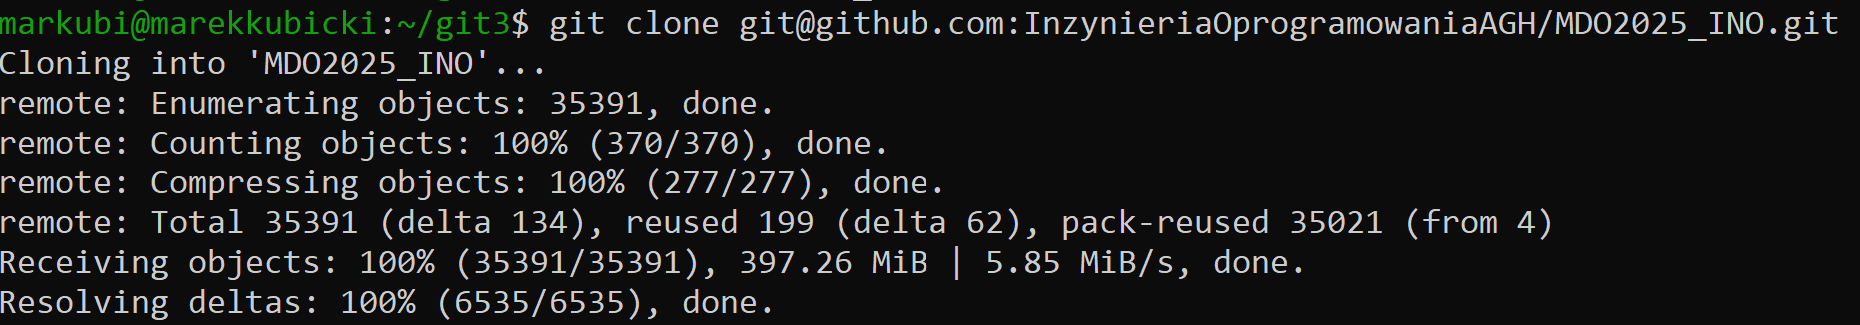 markubi@marekkubicki:~/git3$ git clone git@github.com:InzynieriaOprogramowaniaAGH/MDO2025_INO.git
Cloning into 'MDO2025_INO'...
remote: Enumerating objects: 35391, done.
remote: Counting objects: 100% (370/370), done.
remote: Compressing objects: 100% (277/277), done.
remote: Total 35391 (delta 134), reused 199 (delta 62), pack-reused 35021 (from 4)
Receiving objects: 100% (35391/35391), 397.26 MiB | 5.85 MiB/s, done.
Resolving deltas: 100% (6535/6535), done.